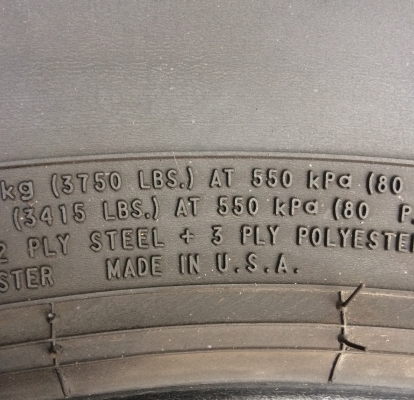 kg (3750 LBS.) AT 550 kPa (80
(3415 LBS.) AT 550 kPa (80 P.
2 PLY STEEL + 3 PLY POLYESTER
STER MADE IN U.S.A.